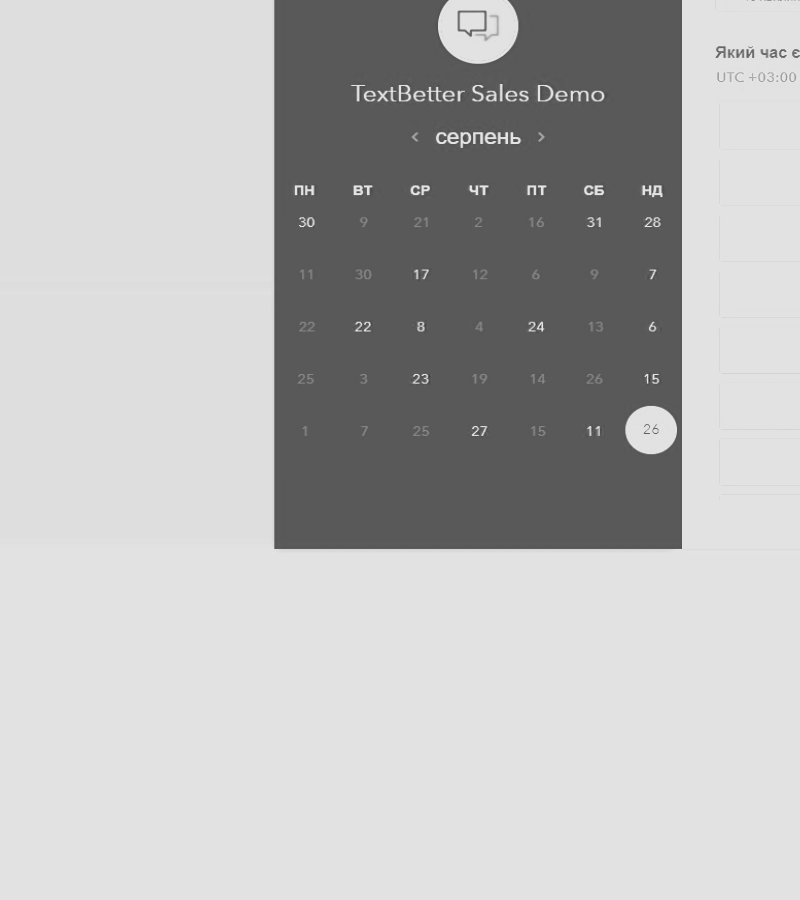 TextBetter Sales Demo
серпень
ПН ВТ СР ЧТ ПТ СБ НД
30 9 21 2 16 31 28
11 30 17 12 6 9 7
22 22 8 4 24 13 6
25 3 23 19 14 26 15
1 7 25 27 15 11 26
Який час є
UTC +03:00